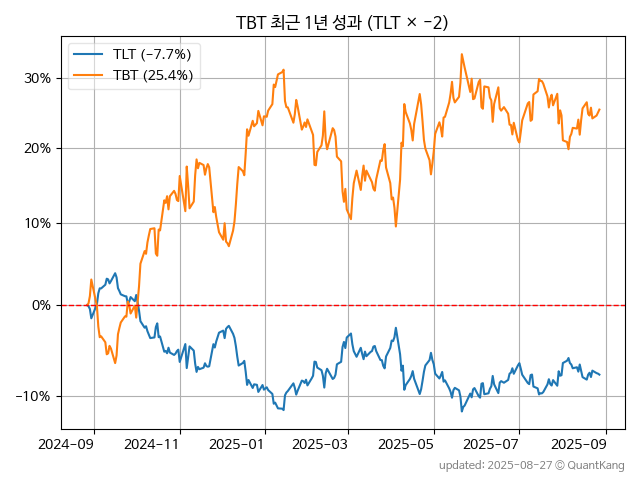 TBT 최근 1년 성과 (TLT × −2)
TLT (−7.7%)
TBT (25.4%)
30%
20%
10%
0%
−10%
2024-09 2024-11 2025-01 2025-03 2025-05 2025-07 2025-09
updated: 2025-08-27 © QuantKang